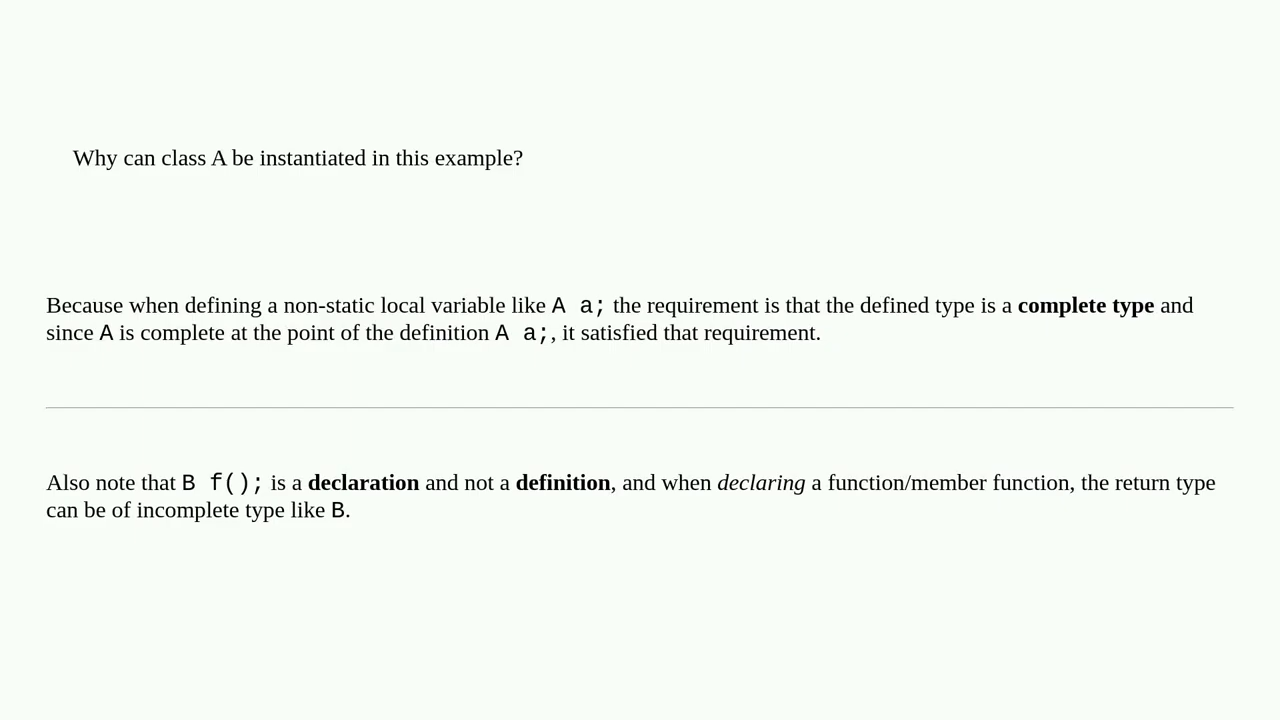 Why can class A be instantiated in this example?
Because when defining a non-static local variable like A a; the requirement is that the defined type is a complete type and
since A is complete at the point of the definition A a;, it satisfied that requirement.
Also note that B f(); is a declaration and not a definition, and when declaring a function/member function, the return type
can be of incomplete type like B.